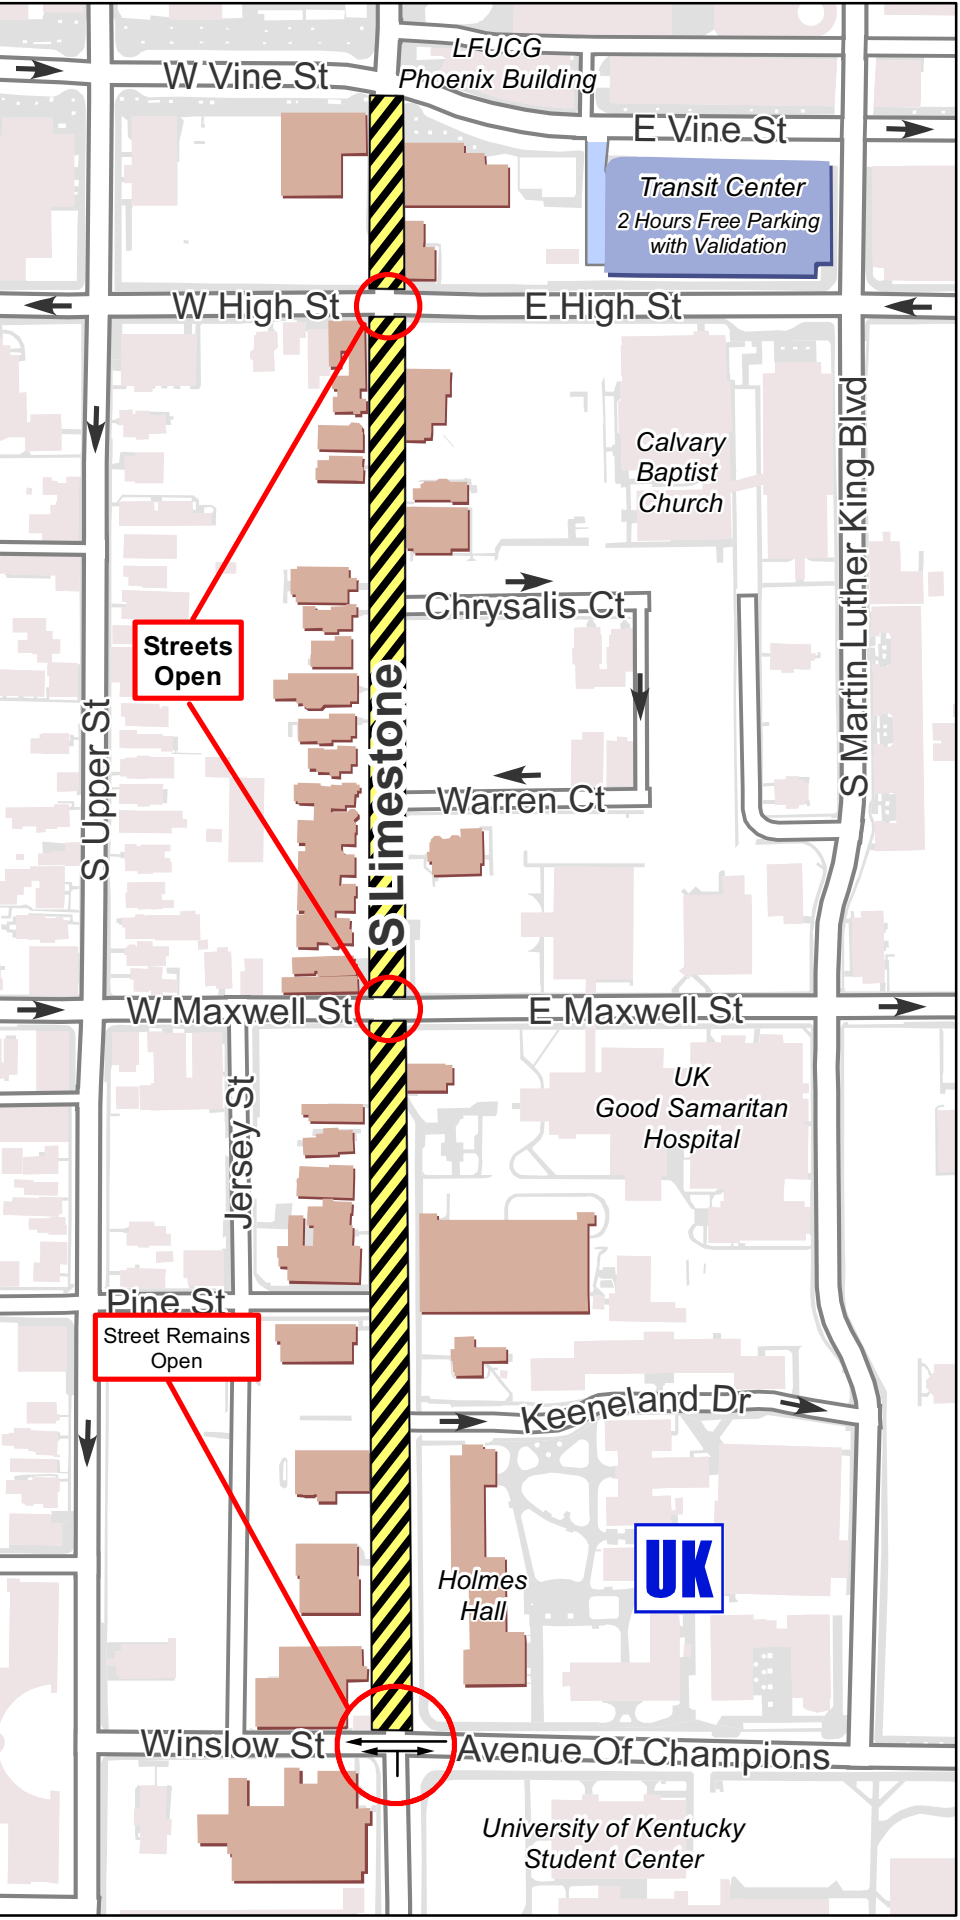 LFUCG
Phoenix Building
W Vine St
E Vine St
Transit Center
2 Hours Free Parking
with Validation
W High St
E High St
Calvary
Baptist
Church
S Martin Luther King Blvd
Chrysalis Ct
Streets
Open
S Limestone
S Upper St
Warren Ct
W Maxwell St
E Maxwell St
UK
Good Samaritan
Hospital
Jersey St
Pine St
Street Remains
Open
Keeneland Dr
UK
Holmes
Hall
Winslow St
Avenue Of Champions
University of Kentucky
Student Center